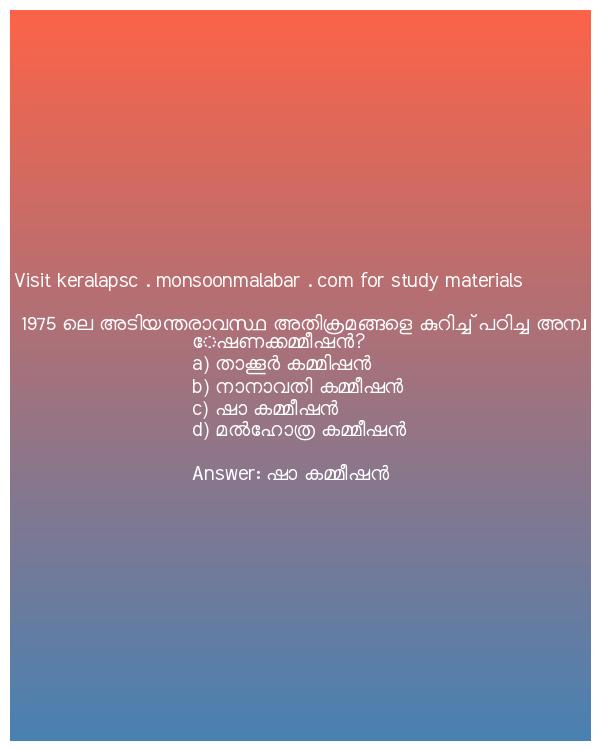 Visit keralapsc . monsoonmalabar . com for study materials
1975 ലെ അടിയന്തരാവസ്ഥ അതിക്രമങ്ങളെ കുറിച്ച് പഠിച്ച അന്വ
േഷണക്കമ്മീഷൻ?
a) താക്കൂർ കമ്മിഷൻ
b) നാനാവതി കമ്മീഷൻ
c) ഷാ കമ്മീഷൻ
d) മൽഹോത്ര കമ്മീഷൻ
Answer: ഷാ കമ്മീഷൻ